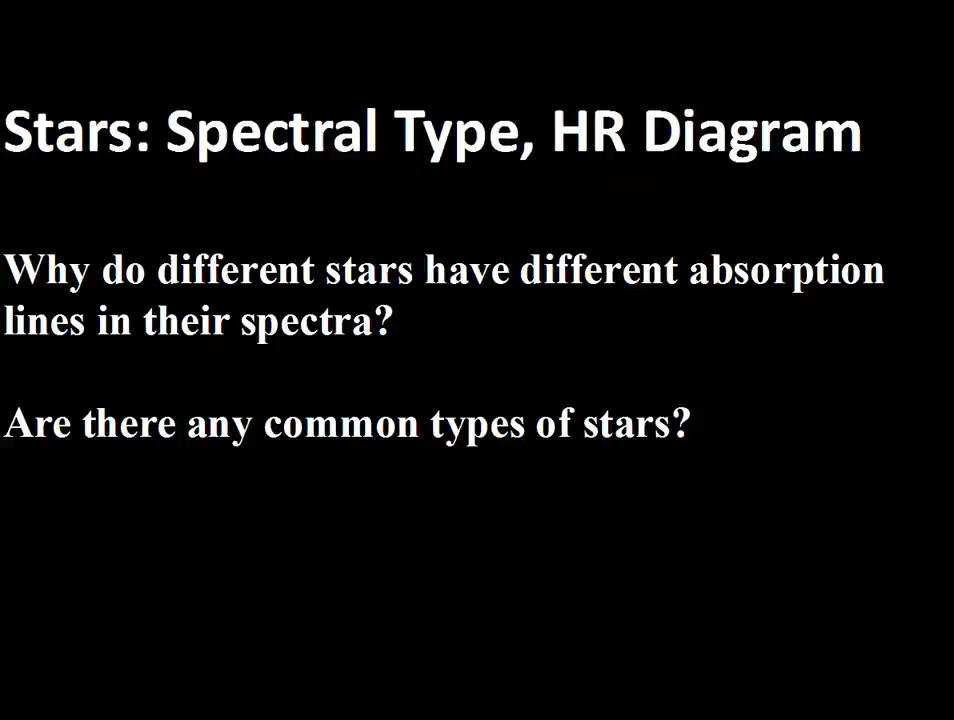 Stars: Spectral Type, HR Diagram
Why do different stars have different absorption
lines in their spectra?
Are there any common types of stars?